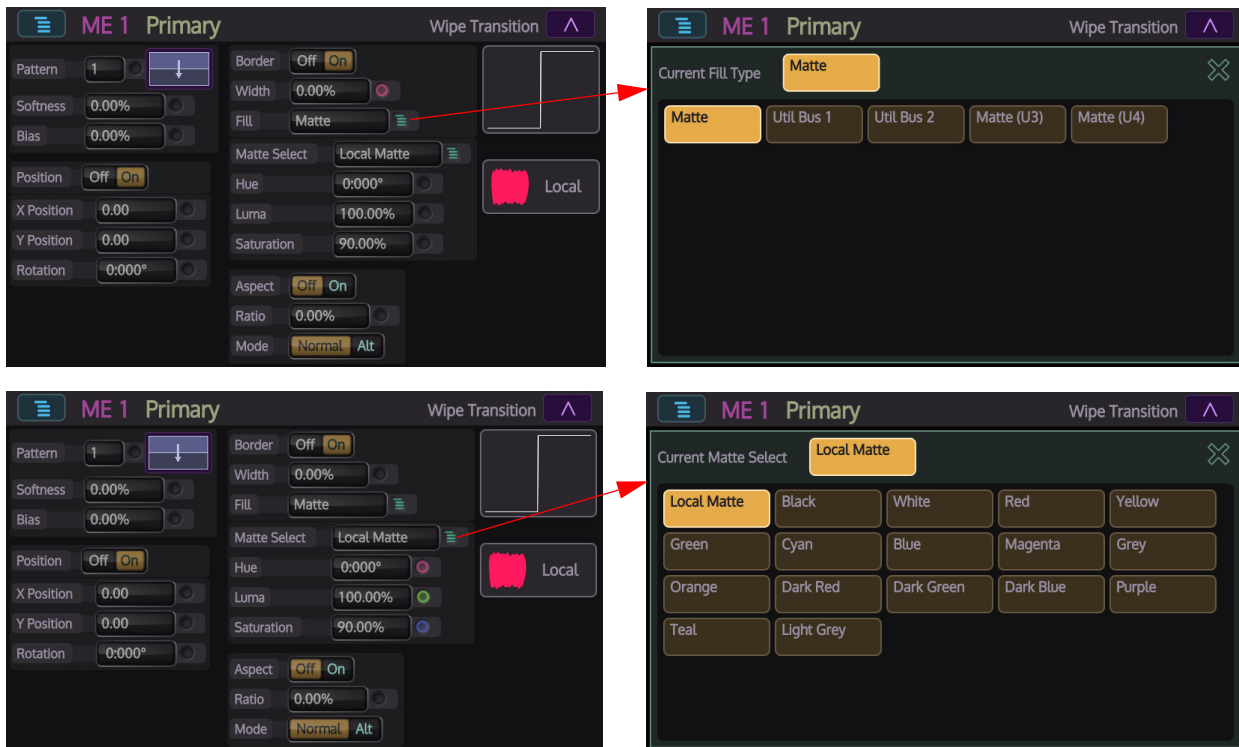 ME 1 Primary Wipe Transition
Pattern 1
Softness 0.00%
Bias 0.00%
Position Off On
X Position 0.00
Y Position 0.00
Rotation 0:000°
Border Off On
Width 0.00%
Fill Matte
Matte Select Local Matte
Hue 0:000°
Luma 100.00%
Saturation 90.00%
Aspect Off On
Ratio 0.00%
Mode Normal Alt
Local
ME 1 Primary Wipe Transition
Current Fill Type Matte
Matte Util Bus 1 Util Bus 2 Matte (U3) Matte (U4)
ME 1 Primary Wipe Transition
Pattern 1
Softness 0.00%
Bias 0.00%
Position Off On
X Position 0.00
Y Position 0.00
Rotation 0:000°
Border Off On
Width 0.00%
Fill Matte
Matte Select Local Matte
Hue 0:000°
Luma 100.00%
Saturation 90.00%
Aspect Off On
Ratio 0.00%
Mode Normal Alt
Local
ME 1 Primary Wipe Transition
Current Matte Select Local Matte
Local Matte Black White Red Yellow
Green Cyan Blue Magenta Grey
Orange Dark Red Dark Green Dark Blue Purple
Teal Light Grey